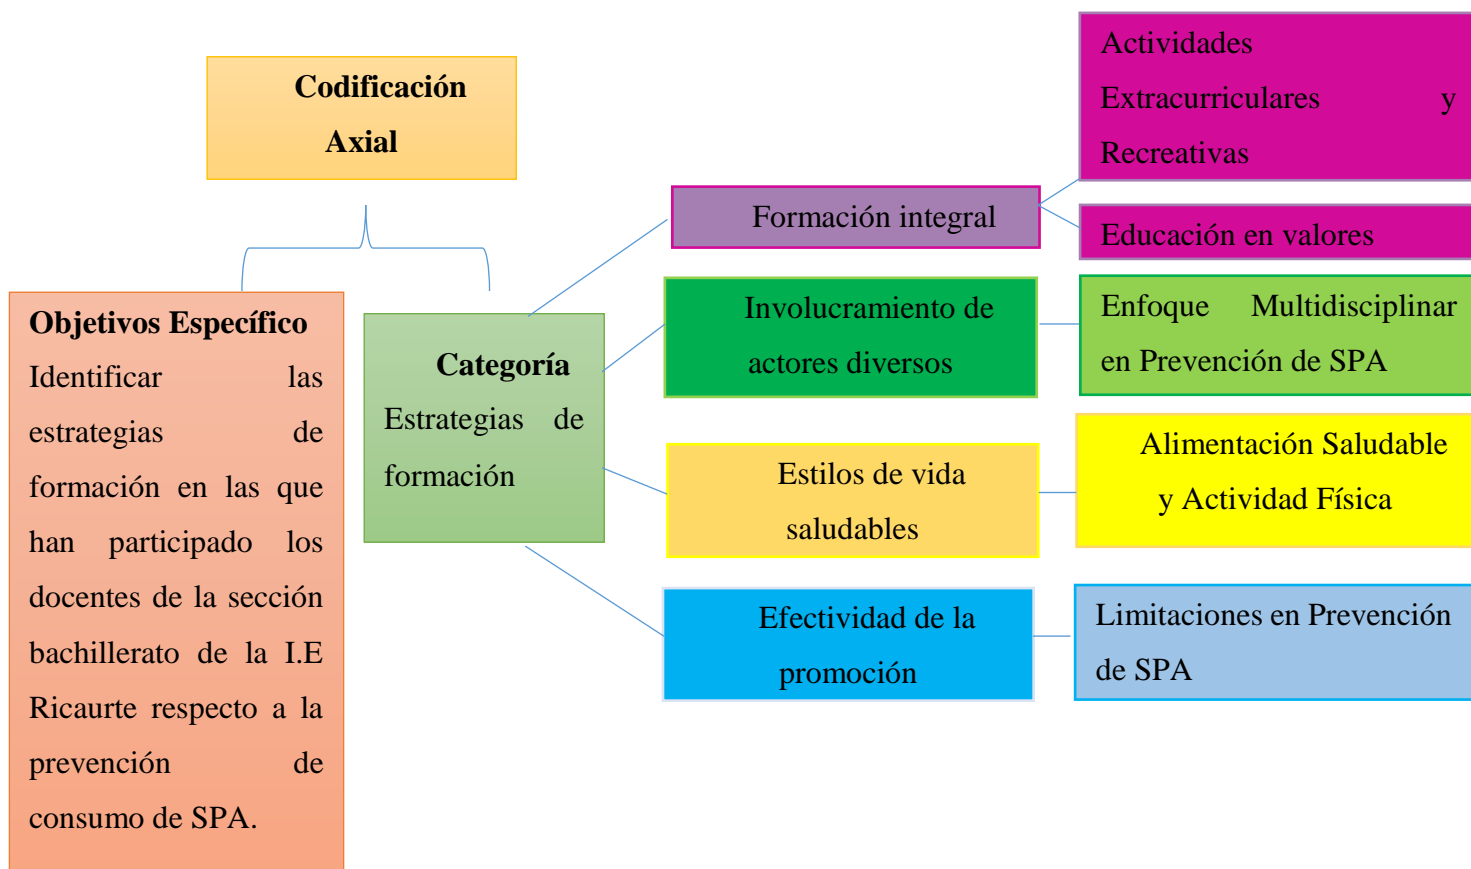 Codificación
Axial
Objetivos Específico
Identificar las
estrategias de
formación en las que
han participado los
docentes de la sección
bachillerato de la I.E
Ricaurte respecto a la
prevención de
consumo de SPA.
Categoría
Estrategias de
formación
Formación integral
Actividades
Extracurriculares y
Recreativas
Educación en valores
Involucramiento de
actores diversos
Enfoque Multidisciplinar
en Prevención de SPA
Estilos de vida
saludables
Alimentación Saludable
y Actividad Física
Efectividad de la
promoción
Limitaciones en Prevención
de SPA